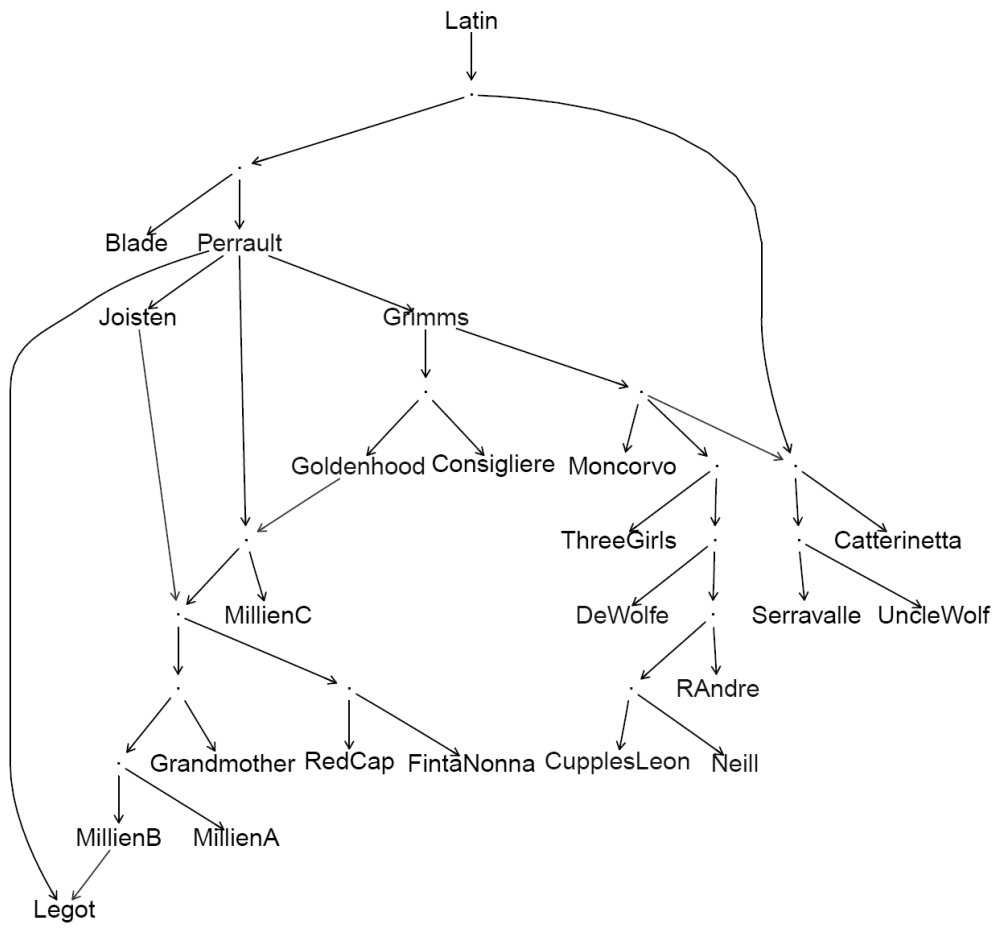 Latin
Blade Perrault
Joisten Grimms
Goldenhood Consigliere Moncorvo
ThreeGirls Catterinetta
MillienC DeWolfe Serravalle UncleWolf
RAndre
Grandmother RedCap FintaNonna CupplesLeon Neill
MillienB MillienA
Legot